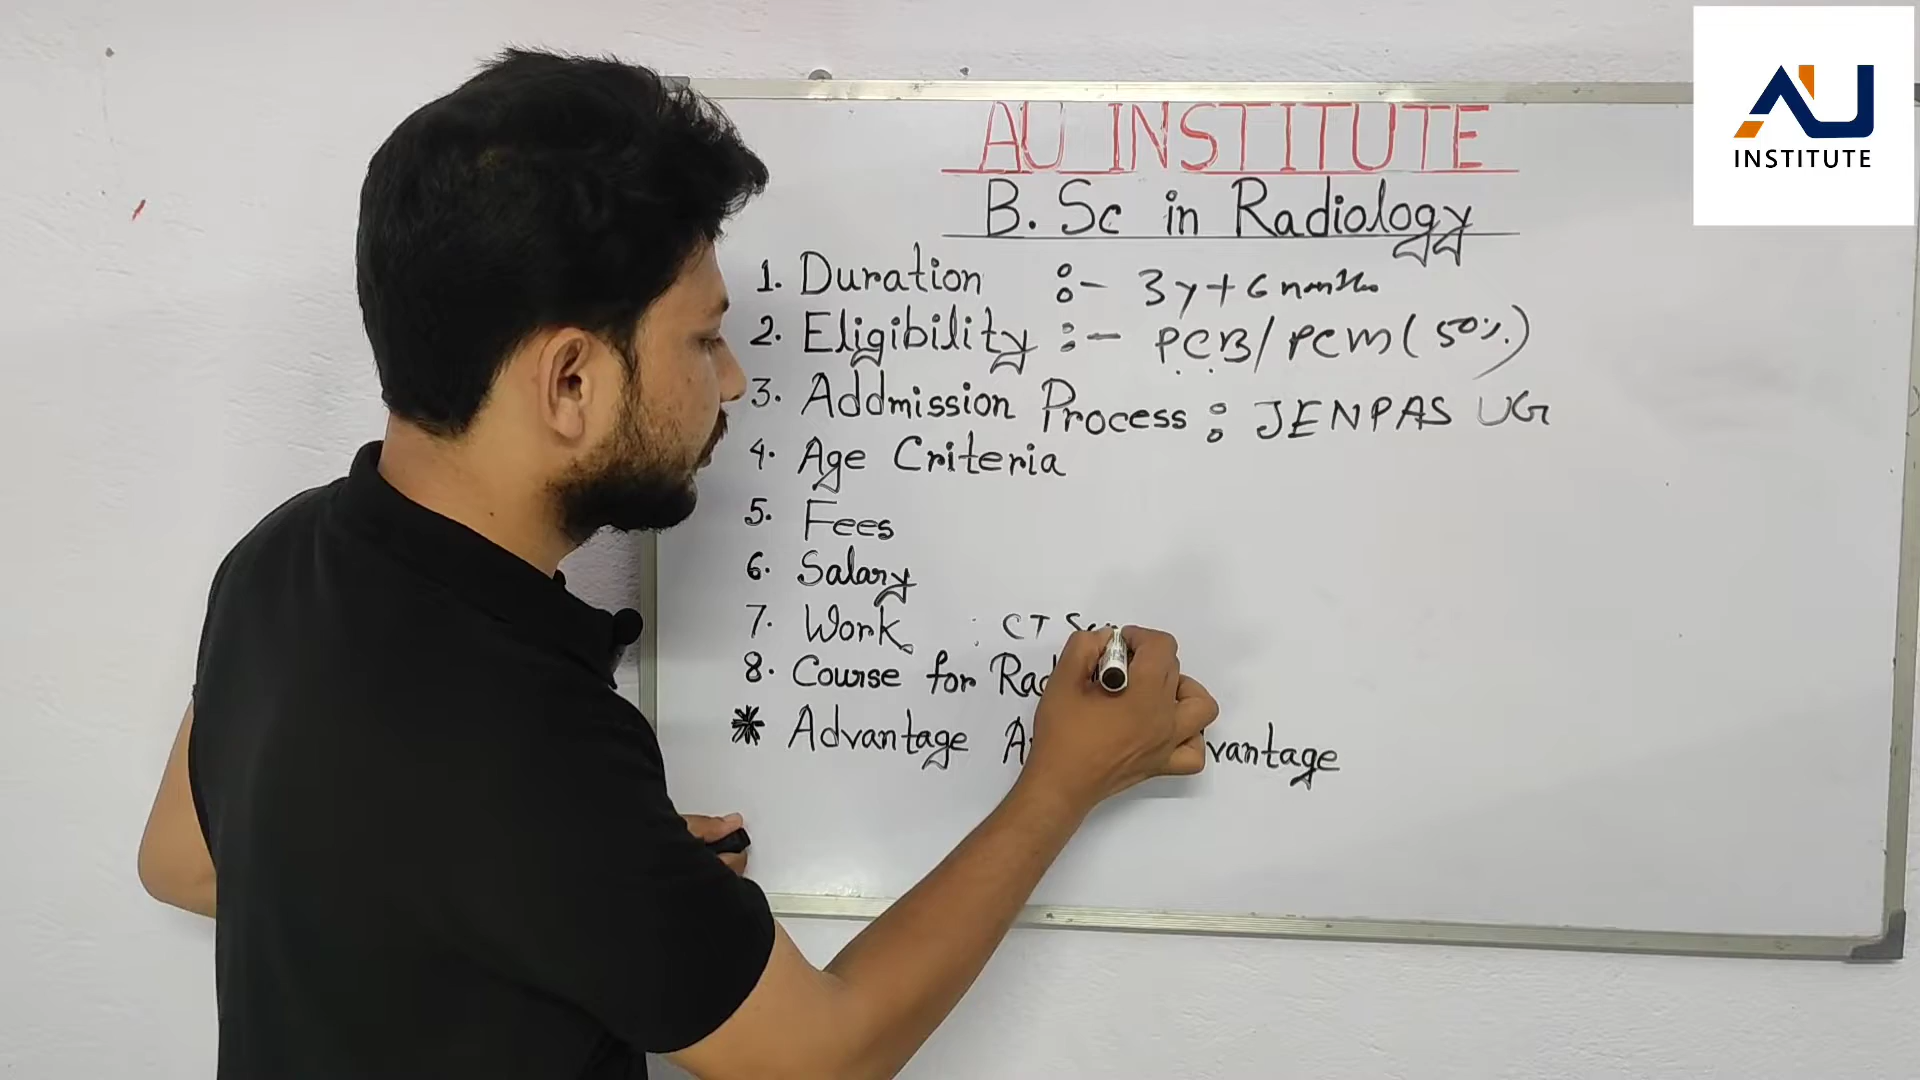 AU INSTITUTE
B. Sc in Radiology
1. Duration :- 3y+6 months
2. Eligibility :- PCB/PCM (50%)
3. Addmission Process : JENPAS UG
4. Age Criteria
5. Fees
6. Salary
7. Work : CT
8. Course for
* Advantage
AU
INSTITUTE